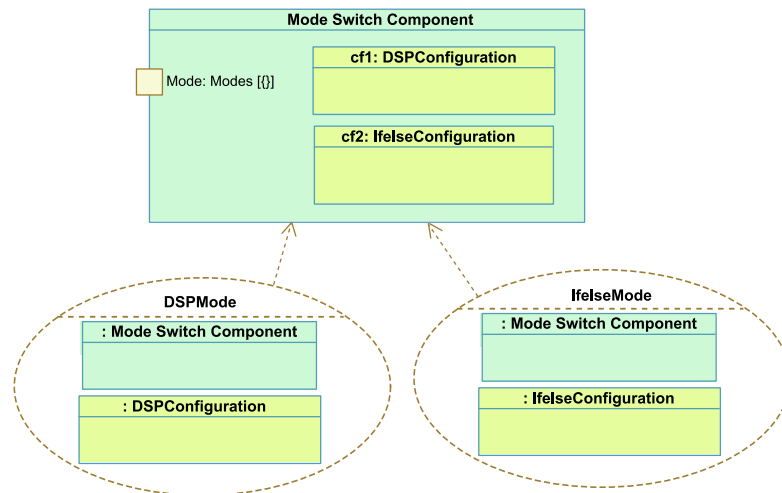 Mode Switch Component
cf1: DSPConfiguration
Mode: Modes [{}]
cf2: IfelseConfiguration
DSPMode
: Mode Switch Component
: DSPConfiguration
IfelseMode
: Mode Switch Component
: IfelseConfiguration